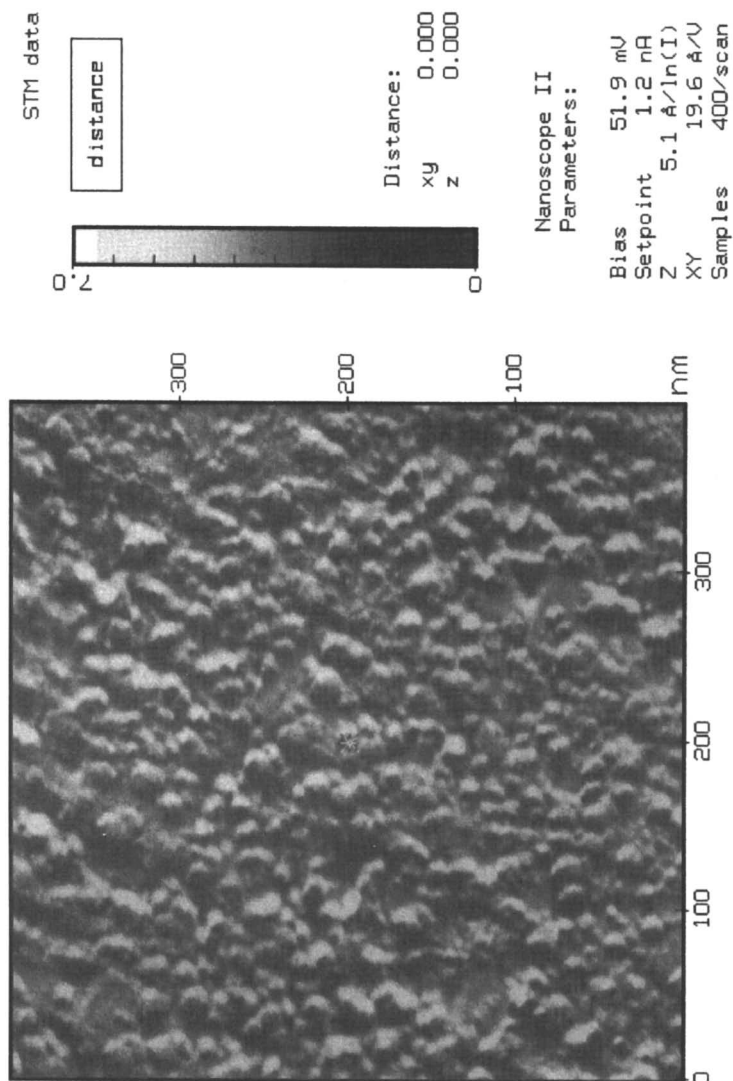 STM data
distance
7.0
0
Distance:
xy 0.000
z 0.000
Nanoscope II
Parameters:
Bias 51.9 mV
Setpoint 1.2 nA
Z 5.1 Å/ln(I)
XY 19.6 Å/V
Samples 400/scan
300
200
100
nm
0
100
200
300